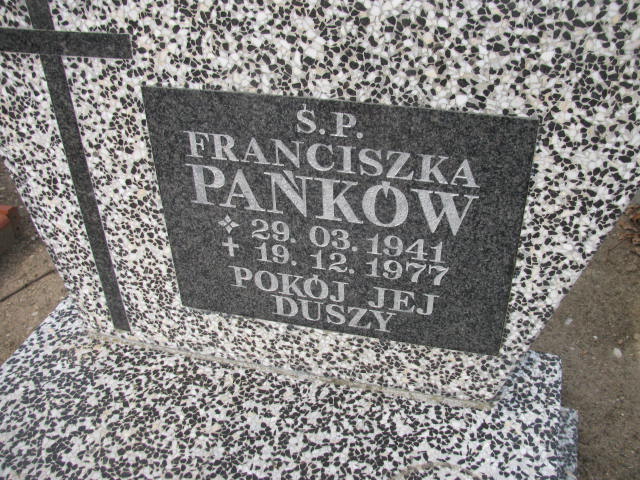 Ś.P.
FRANCISZKA
PAŃKÓW
29. 03. 1941
19. 12. 1977
POKÓJ JEJ
DUSZY